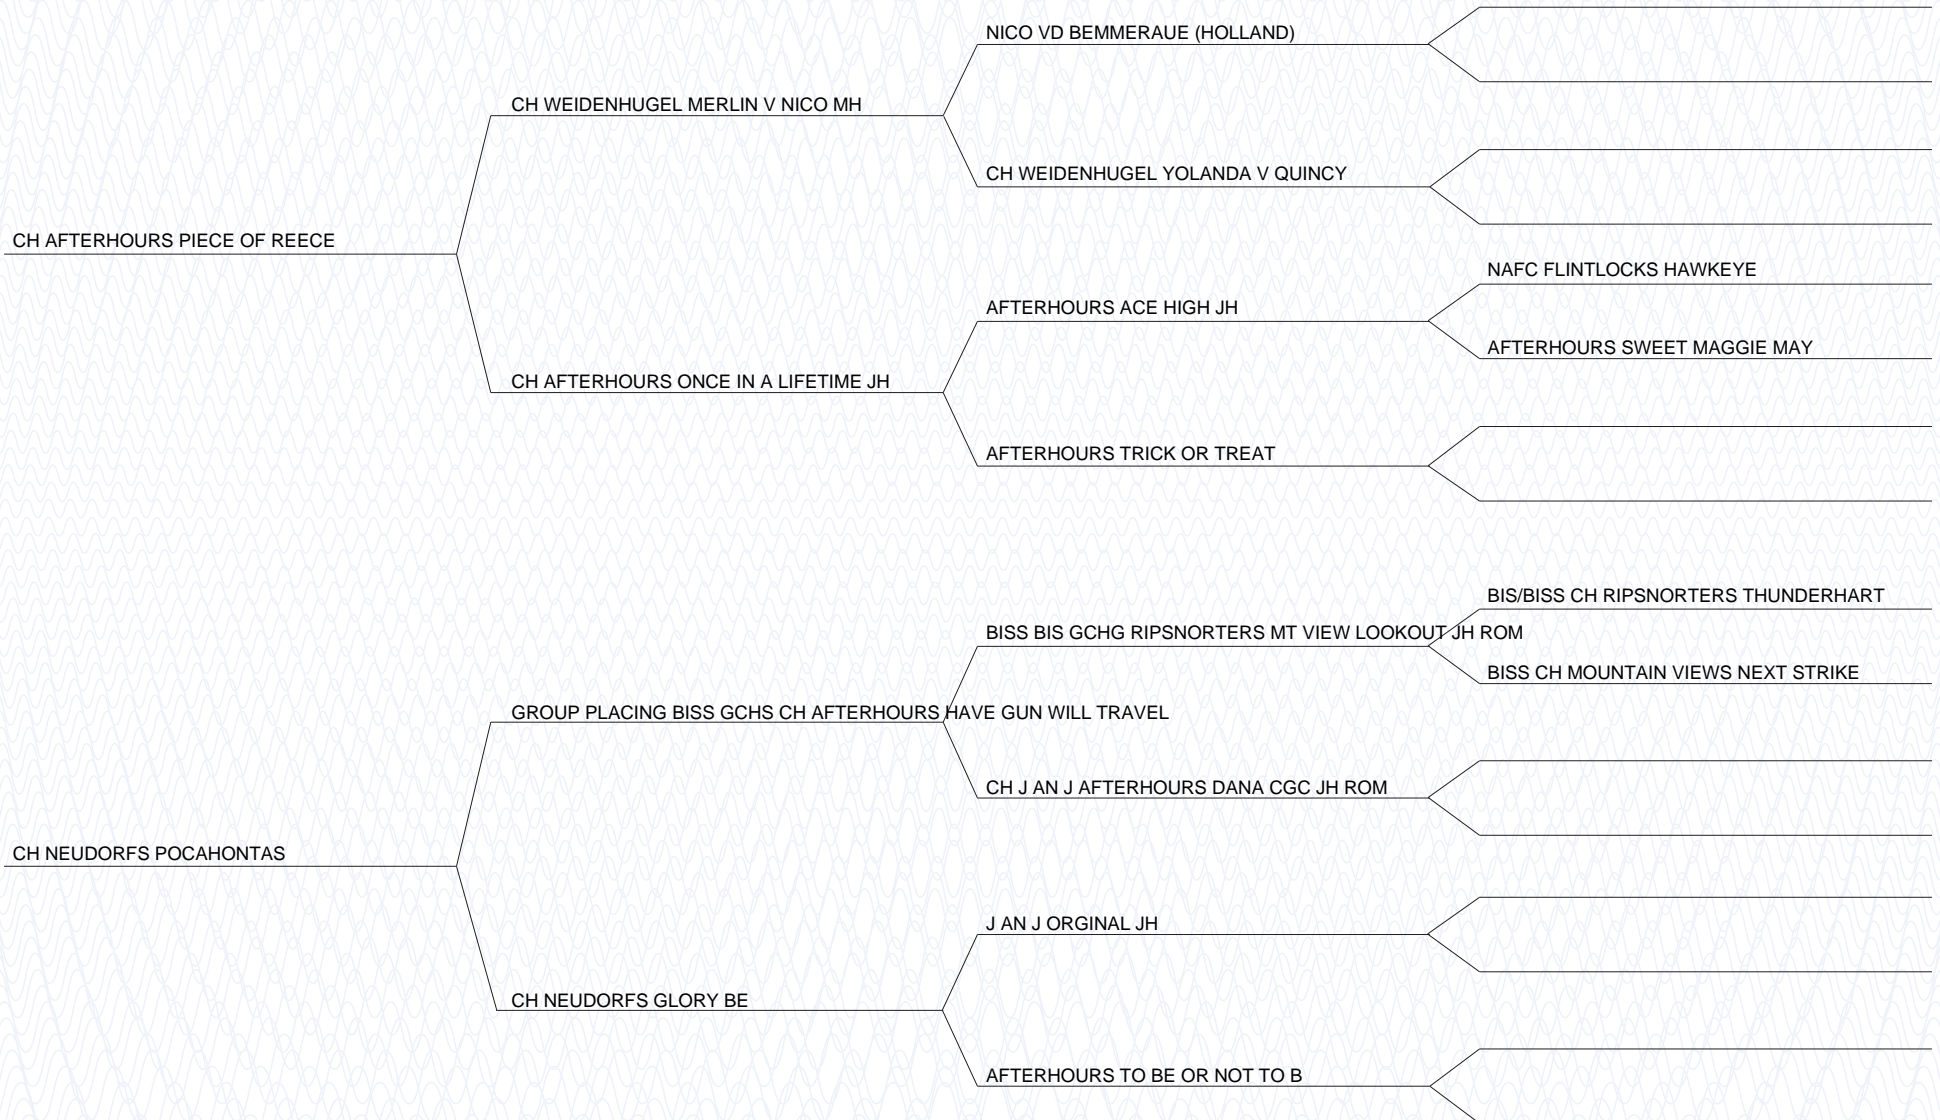 NICO VD BEMMERAUE (HOLLAND)
CH WEIDENHUGEL MERLIN V NICO MH
CH WEIDENHUGEL YOLANDA V QUINCY
CH AFTERHOURS PIECE OF REECE
NAFC FLINTLOCKS HAWKEYE
AFTERHOURS ACE HIGH JH
AFTERHOURS SWEET MAGGIE MAY
CH AFTERHOURS ONCE IN A LIFETIME JH
AFTERHOURS TRICK OR TREAT
BIS/BISS CH RIPSNORTERS THUNDERHART
BISS BIS GCHG RIPSNORTERS MT VIEW LOOKOUT JH ROM
BISS CH MOUNTAIN VIEWS NEXT STRIKE
GROUP PLACING BISS GCHS CH AFTERHOURS HAVE GUN WILL TRAVEL
CH J AN J AFTERHOURS DANA CGC JH ROM
CH NEUDORFS POCAHONTAS
J AN J ORGINAL JH
CH NEUDORFS GLORY BE
AFTERHOURS TO BE OR NOT TO B